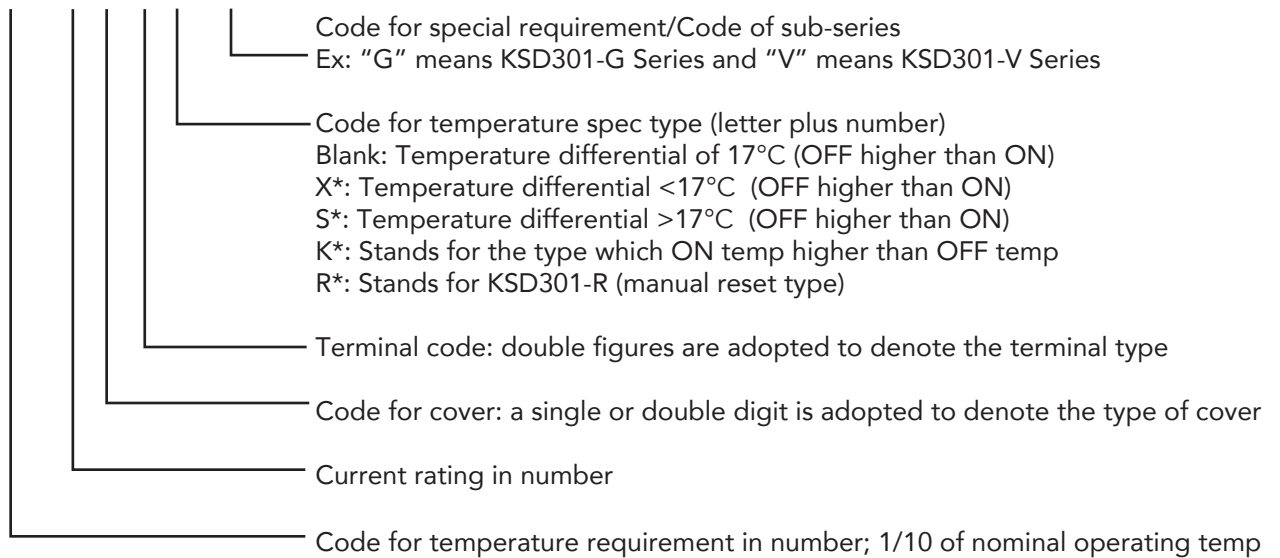 Code for special requirement/Code of sub-series
Ex: “G” means KSD301-G Series and “V” means KSD301-V Series
Code for temperature spec type (letter plus number)
Blank: Temperature differential of 17°C (OFF higher than ON)
X*: Temperature differential <17°C (OFF higher than ON)
S*: Temperature differential >17°C (OFF higher than ON)
K*: Stands for the type which ON temp higher than OFF temp
R*: Stands for KSD301-R (manual reset type)
Terminal code: double figures are adopted to denote the terminal type
Code for cover: a single or double digit is adopted to denote the type of cover
Current rating in number
Code for temperature requirement in number; 1/10 of nominal operating temp